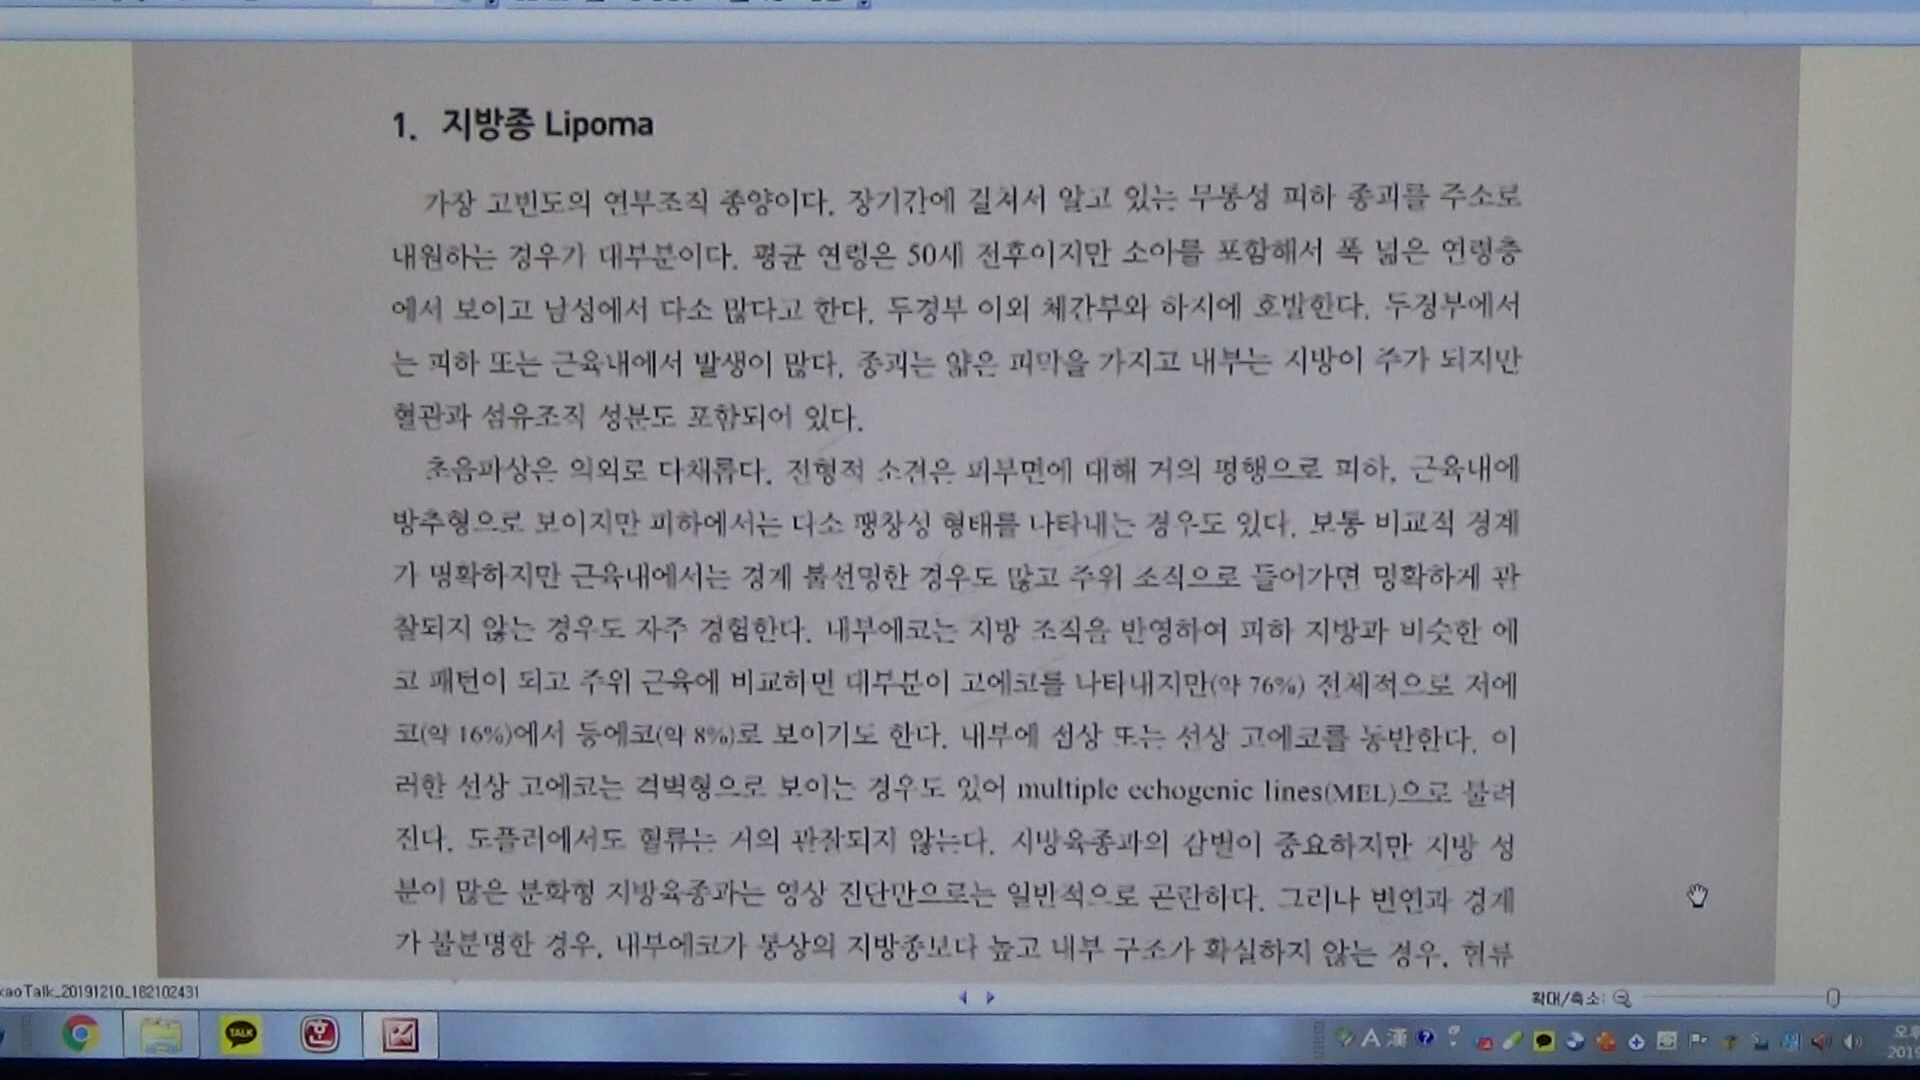 1. 지방종 Lipoma
가장 고빈도의 연부조직 종양이다. 장기간에 걸쳐서 알고 있는 무통성 피하 종괴를 주소로
내원하는 경우가 대부분이다. 평균 연령은 50세 전후이지만 소아를 포함해서 폭 넓은 연령층
에서 보이고 남성에서 다소 많다고 한다. 두경부 이외 체간부와 하지에 호발한다. 두경부에서
는 피하 또는 근육내에서 발생이 많다. 종괴는 얇은 피막을 가지고 내부는 지방이 주가 되지만
혈관과 섬유조직 성분도 포함되어 있다.
초음파상은 의외로 다채롭다. 전형적 소견은 피부면에 대해 거의 평행으로 피하, 근육내에
방추형으로 보이지만 피하에서는 다소 팽창성 형태를 나타내는 경우도 있다. 보통 비교적 경계
가 명확하지만 근육내에서는 경계 불선명한 경우도 많고 주위 조직으로 들어가면 명확하게 관
찰되지 않는 경우도 자주 경험한다. 내부에코는 지방 조직을 반영하여 피하 지방과 비슷한 에
코 패턴이 되고 주위 근육에 비교하면 대부분이 고에코를 나타내지만(약 76%) 전체적으로 저에
코(약 16%)에서 등에코(약 8%)로 보이기도 한다. 내부에 점상 또는 선상 고에코를 동반한다. 이
러한 선상 고에코는 격벽형으로 보이는 경우도 있어 multiple echogenic lines(MEL)으로 불려
진다. 도플러에서도 혈류는 거의 관찰되지 않는다. 지방육종과의 감별이 중요하지만 지방 성
분이 많은 분화형 지방육종과는 영상 진단만으로는 일반적으로 곤란하다. 그러나 변연과 경계
가 불분명한 경우, 내부에코가 통상의 지방종보다 높고 내부 구조가 확실하지 않는 경우, 혈류
kaoTalk_20191210_182102431
확대/축소:
TALK
A 漢
오후
2019